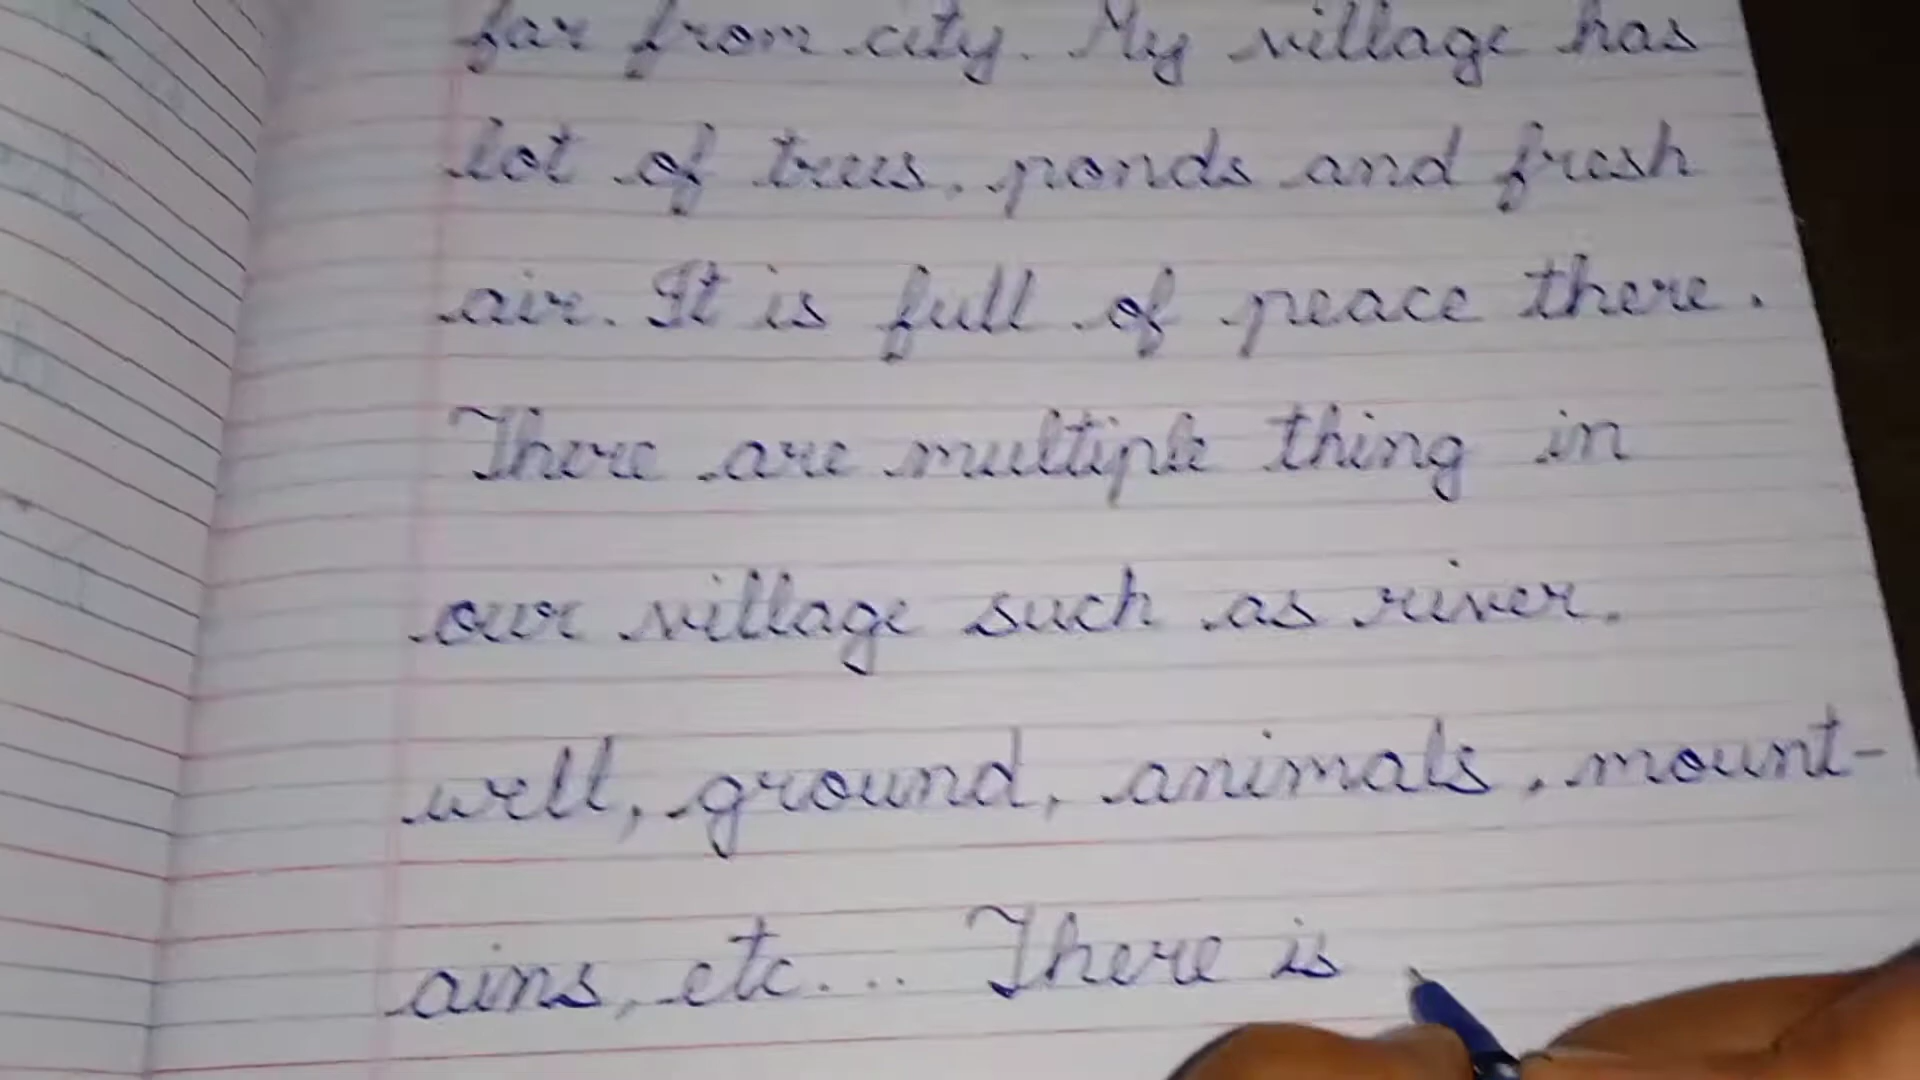 far from city. My village has
lot of trees, ponds and fresh
air. It is full of peace there.
There are multiple thing in
our village such as river,
well, ground, animals, mount-
ains, etc... There is